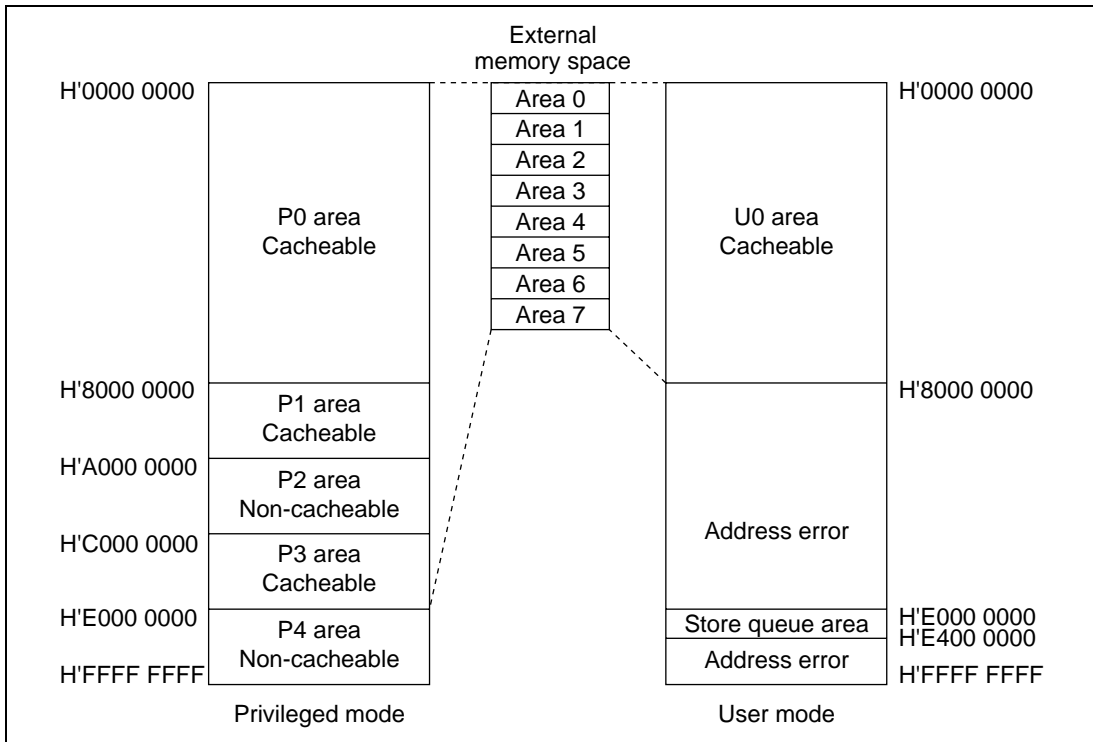 External
memory space
H'0000 0000
P0 area
Cacheable
H'8000 0000
P1 area
Cacheable
H'A000 0000
P2 area
Non-cacheable
H'C000 0000
P3 area
Cacheable
H'E000 0000
P4 area
Non-cacheable
H'FFFF FFFF
Privileged mode
Area 0
Area 1
Area 2
Area 3
Area 4
Area 5
Area 6
Area 7
H'0000 0000
U0 area
Cacheable
H'8000 0000
Address error
H'E000 0000
Store queue area
H'E400 0000
Address error
H'FFFF FFFF
User mode